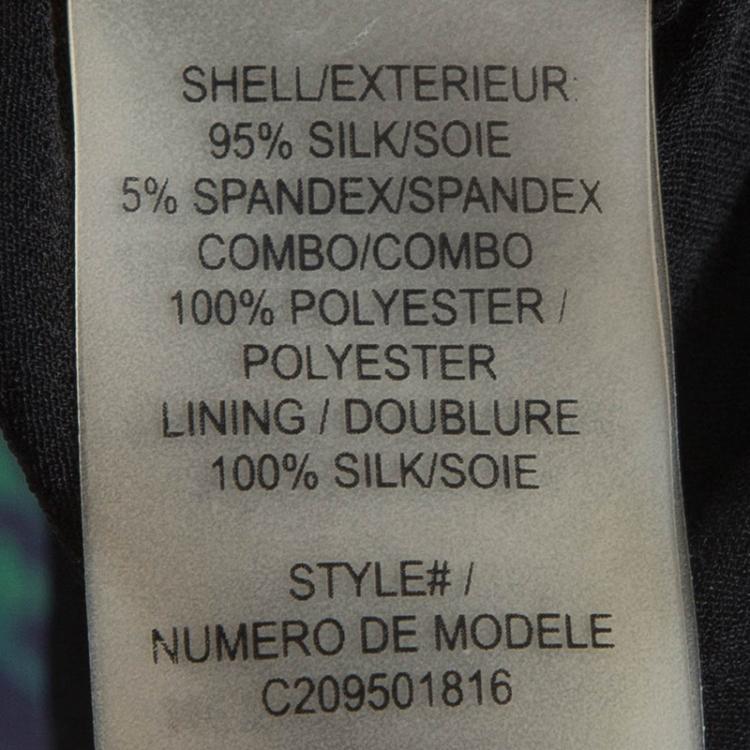 SHELL/EXTERIEUR:
95% SILK/SOIE
5% SPANDEX/SPANDEX
COMBO/COMBO
100% POLYESTER /
POLYESTER
LINING / DOUBLURE
100% SILK/SOIE
STYLE# /
NUMERO DE MODELE
C209501816